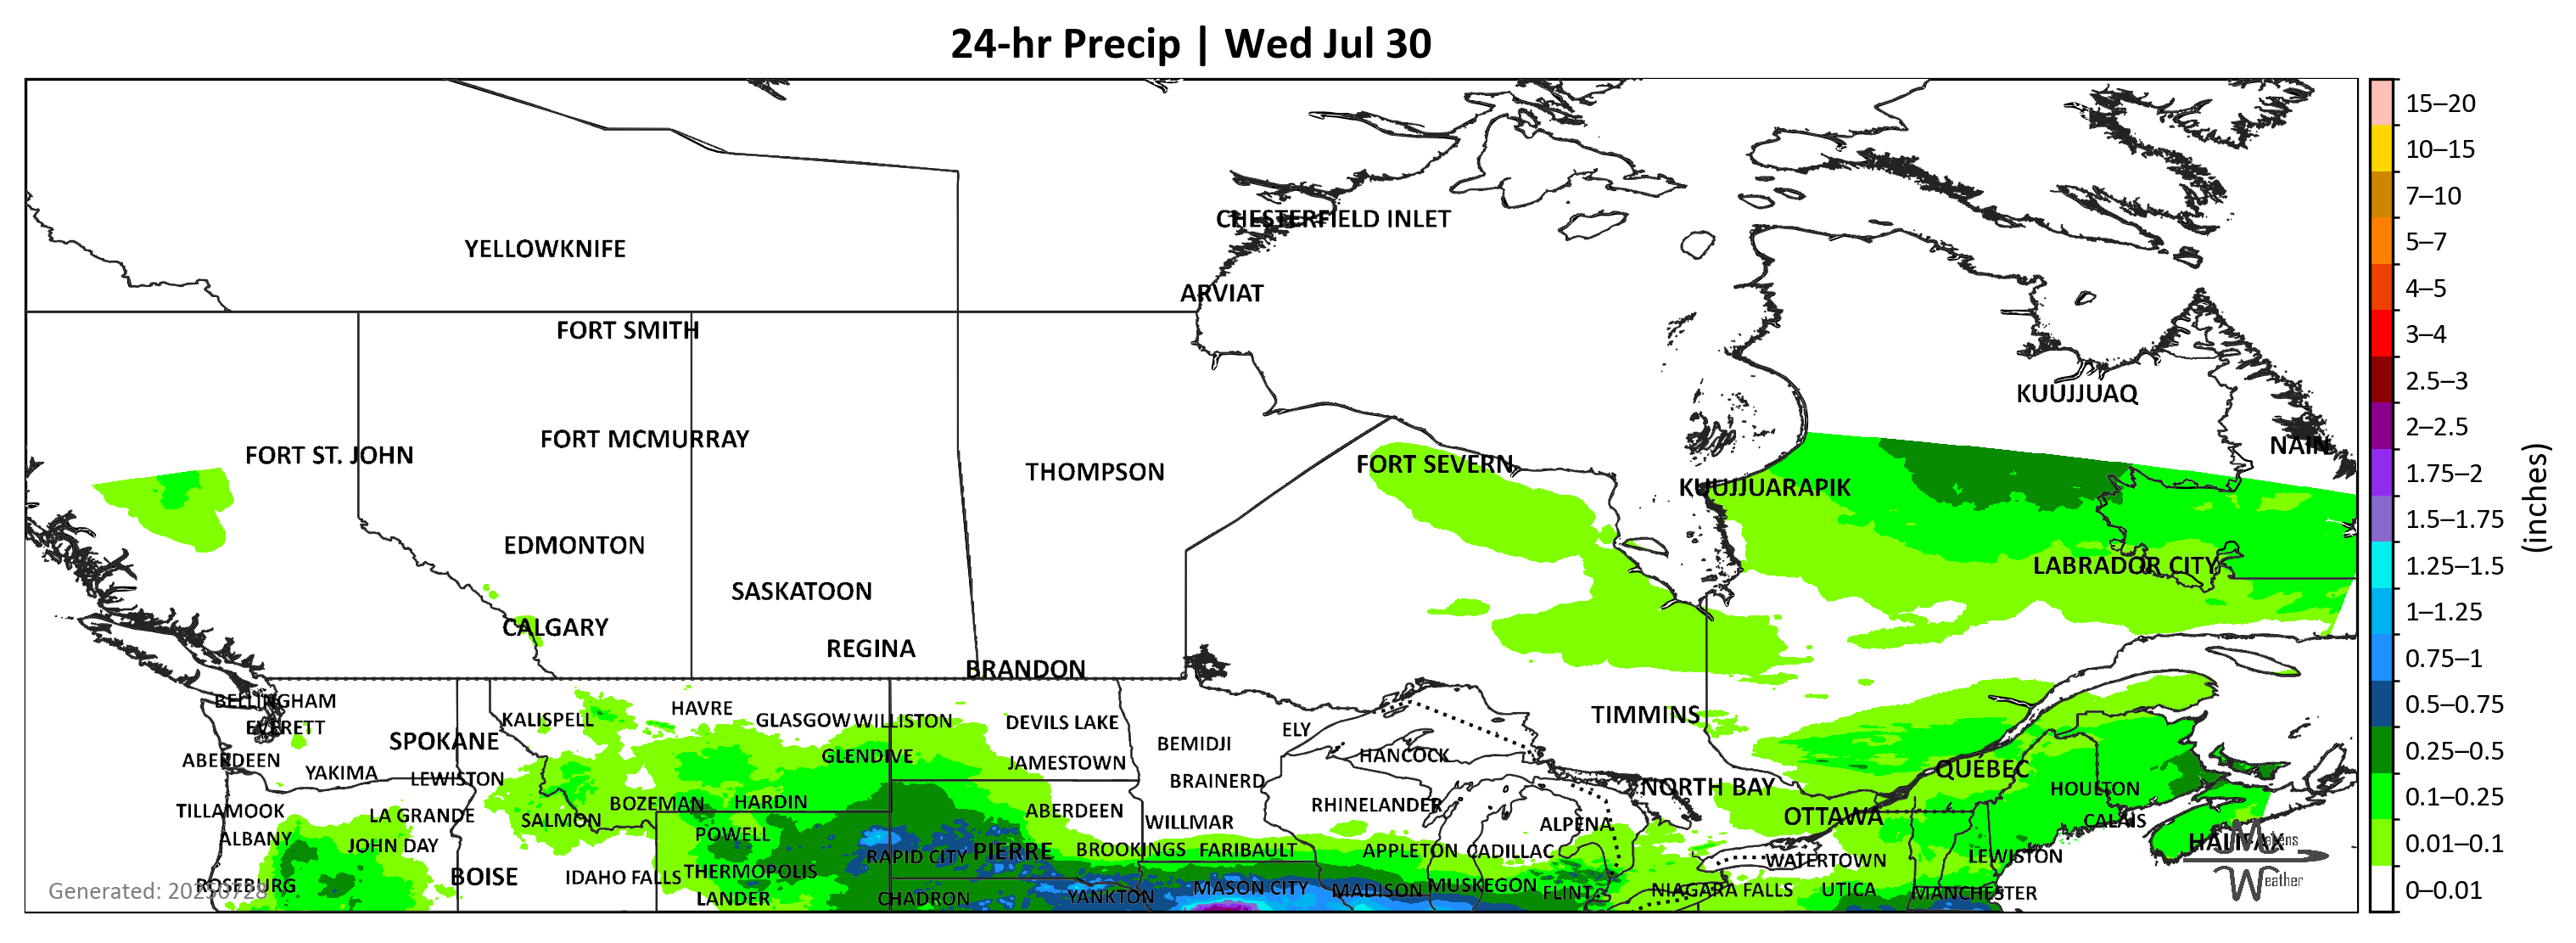 24-hr Precip | Wed Jul 30
CHESTERFIELD INLET
YELLOWKNIFE
ARVIAT
FORT SMITH
KUUJJUAQ
FORT MCMURRAY
NAIN
FORT ST. JOHN
FORT SEVERN
THOMPSON
KUUJJUARAPIK
EDMONTON
LABRADOR CITY
SASKATOON
CALGARY
REGINA
BRANDON
BELLINGHAM
HAVRE
KALISPELL
GLASGOW
WILLISTON
DEVILS LAKE
TIMMINS
EVERETT
ELY
SPOKANE
BEMIDJI
ABERDEEN
GLENDIVE
JAMESTOWN
HANCOCK
QUÉBEC
YAKIMA
LEWISTON
BRAINERD
NORTH BAY
HOULTON
BOZEMAN
HARDIN
RHINELANDER
TILLAMOOK
LA GRANDE
SALMON
ABERDEEN
WILLMAR
ALPENA
OTTAWA
CALAIS
ALBANY
JOHN DAY
POWELL
HALIFAX
RAPID CITY
PIERRE
BROOKINGS
FARIBAULT
APPLETON
CADILLAC
WATERTOWN
LEWISTON
ROSEBURG
BOISE
IDAHO FALLS
THERMOPOLIS
MASON CITY
MADISON
MUSKEGON
FLINT
NIAGARA FALLS
UTICA
MANCHESTER
LANDER
CHADRON
YANKTON
Generated: 20250728
Weather
15–20
10–15
7–10
5–7
4–5
3–4
2.5–3
2–2.5
1.75–2
1.5–1.75
1.25–1.5
1–1.25
0.75–1
0.5–0.75
0.25–0.5
0.1–0.25
0.01–0.1
0–0.01
(inches)